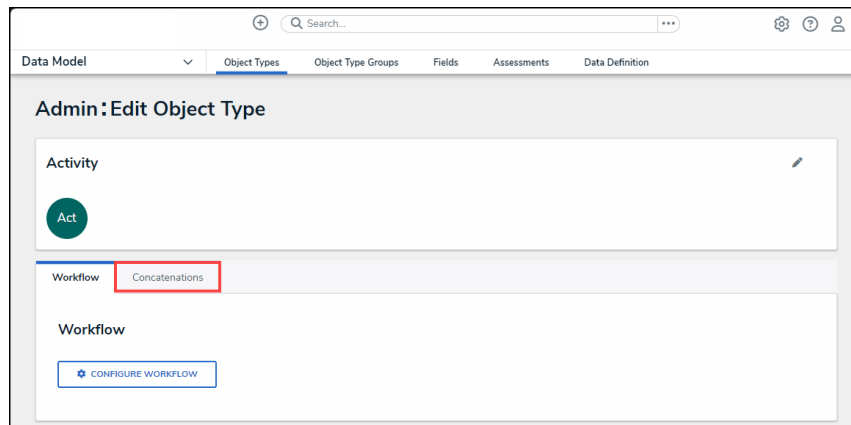 Search...
Data Model Object Types Object Type Groups Fields Assessments Data Definition
Admin:Edit Object Type
Activity
Act
Workflow Concatenations
Workflow
CONFIGURE WORKFLOW